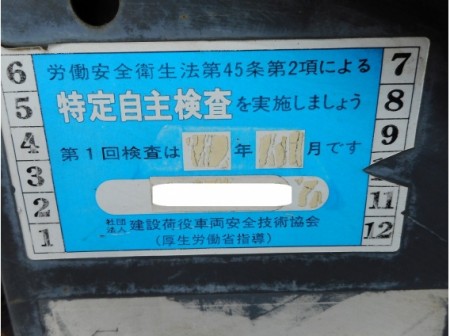 労働安全衛生法第45条第2項による
特定自主検査を実施しましょう
第1回検査は 年 月です
社団法人 建設荷役車両安全技術協会
(厚生労働省指導)
6
5
4
3
2
1
7
8
9
11
12